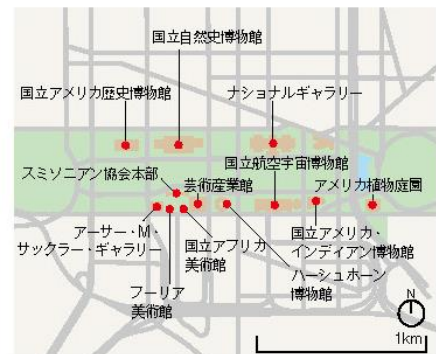 国立自然史博物館
国立アメリカ歴史博物館
ナショナルギャラリー
国立航空宇宙博物館
スミソニアン協会本部
芸術産業館
アメリカ植物庭園
アーサー・M・
サックラー・ギャラリー
国立アフリカ
美術館
国立アメリカ・
インディアン博物館
フーリア
美術館
ハーシュホーン
博物館
N
1km